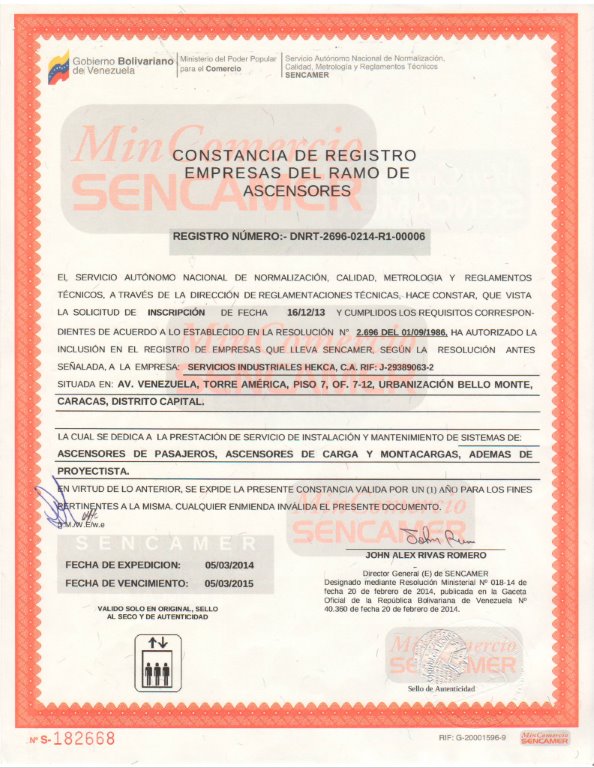 Gobierno Bolivariano de Venezuela
Ministerio del Poder Popular para el Comercio
Servicio Autónomo Nacional de Normalización, Calidad, Metrología y Reglamentos Técnicos
SENCAMER
MinComercio
SENCAMER
CONSTANCIA DE REGISTRO
EMPRESAS DEL RAMO DE
ASCENSORES
REGISTRO NÚMERO:- DNRT-2696-0214-R1-00006
EL SERVICIO AUTÓNOMO NACIONAL DE NORMALIZACIÓN, CALIDAD, METROLOGIA Y REGLAMENTOS
TÉCNICOS, A TRAVÉS DE LA DIRECCIÓN DE REGLAMENTACIONES TÉCNICAS, HACE CONSTAR, QUE VISTA
LA SOLICITUD DE INSCRIPCIÓN DE FECHA 16/12/13 Y CUMPLIDOS LOS REQUISITOS CORRESPON-
DIENTES DE ACUERDO A LO ESTABLECIDO EN LA RESOLUCIÓN N° 2.696 DEL 01/09/1986, HA AUTORIZADO LA
INCLUSIÓN EN EL REGISTRO DE EMPRESAS QUE LLEVA SENCAMER, SEGÚN LA RESOLUCIÓN ANTES
SEÑALADA, A LA EMPRESA: SERVICIOS INDUSTRIALES HEKCA, C.A. RIF: J-29389063-2
SITUADA EN: AV. VENEZUELA, TORRE AMÉRICA, PISO 7, OF. 7-12, URBANIZACIÓN BELLO MONTE,
CARACAS, DISTRITO CAPITAL.
LA CUAL SE DEDICA A LA PRESTACIÓN DE SERVICIO DE INSTALACIÓN Y MANTENIMIENTO DE SISTEMAS DE:
ASCENSORES DE PASAJEROS, ASCENSORES DE CARGA Y MONTACARGAS, ADEMAS DE
PROYECTISTA.
EN VIRTUD DE LO ANTERIOR, SE EXPIDE LA PRESENTE CONSTANCIA VALIDA POR UN (1) AÑO PARA LOS FINES
PERTINENTES A LA MISMA. CUALQUIER ENMIENDA INVÁLIDA EL PRESENTE DOCUMENTO.
MinComercio
SENCAMER
SENCAMER
JOHN ALEX RIVAS ROMERO
FECHA DE EXPEDICION: 05/03/2014
FECHA DE VENCIMIENTO: 05/03/2015
Director General (E) de SENCAMER
Designado mediante Resolución Ministerial Nº 018-14 de
fecha 20 de febrero de 2014, publicada en la Gaceta
Oficial de la República Bolivariana de Venezuela Nº
40.360 de fecha 20 de febrero de 2014.
VALIDO SOLO EN ORIGINAL, SELLO
AL SECO Y DE AUTENTICIDAD
MinComercio
SENCAMER
Sello de Autenticidad
Nº S-182668
RIF: G-20001596-9
MinComercio
SENCAMER